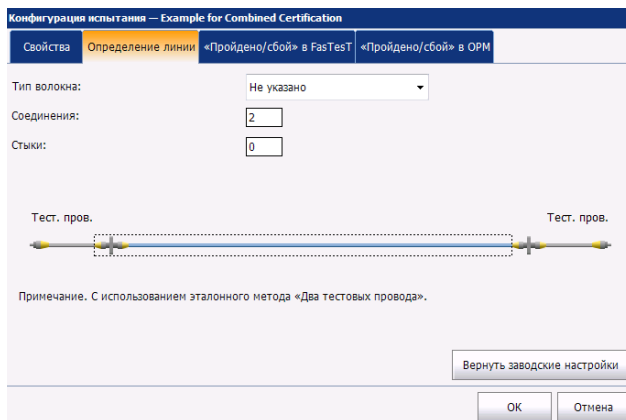 Конфигурация испытания — Example for Combined Certification
Свойства Определение линии «Пройдено/сбой» в FasTesT «Пройдено/сбой» в OPM
Тип волокна: Не указано
Соединения: 2
Стыки: 0
Тест. пров. Тест. пров.
Примечание. С использованием эталонного метода «Два тестовых провода».
Вернуть заводские настройки
ОК Отмена